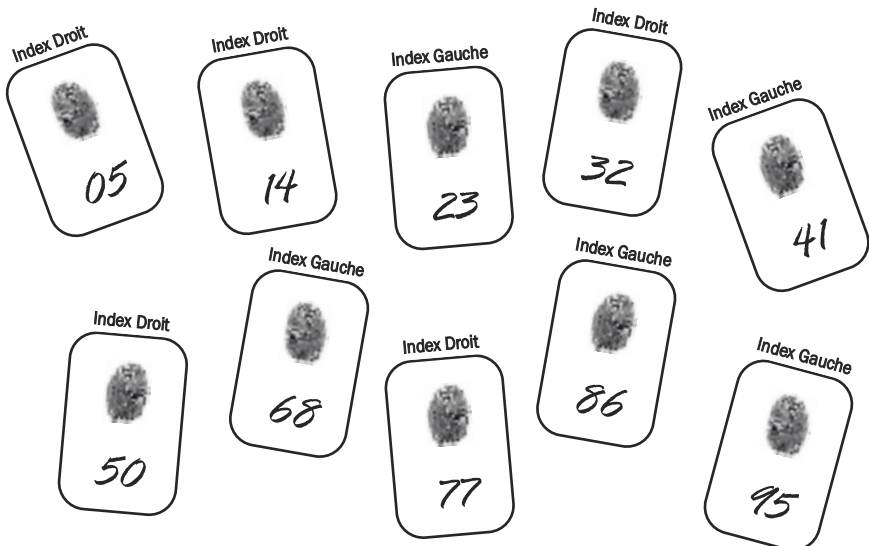 Index Droit
05
Index Droit
14
Index Gauche
23
Index Droit
32
Index Gauche
41
Index Droit
50
Index Gauche
68
Index Droit
77
Index Gauche
86
Index Gauche
95